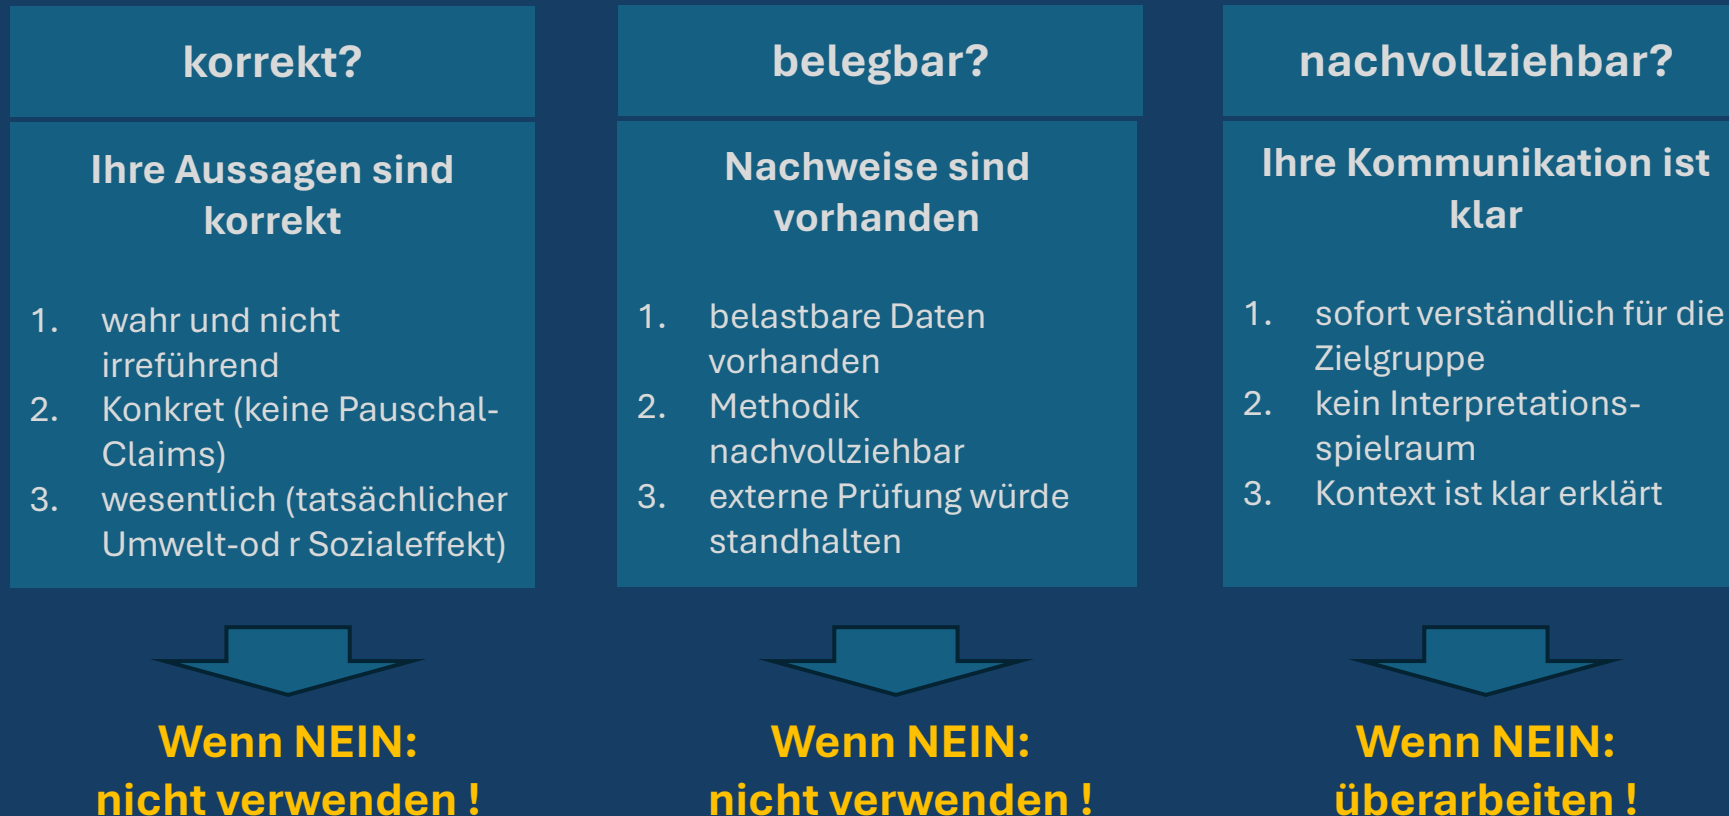 korrekt?
Ihre Aussagen sind
korrekt
1. wahr und nicht
irreführend
2. Konkret (keine Pauschal-
Claims)
3. wesentlich (tatsächlicher
Umwelt-od r Sozialeffekt)
Wenn NEIN:
nicht verwenden !
belegbar?
Nachweise sind
vorhanden
1. belastbare Daten
vorhanden
2. Methodik
nachvollziehbar
3. externe Prüfung würde
standhalten
Wenn NEIN:
nicht verwenden !
nachvollziehbar?
Ihre Kommunikation ist
klar
1. sofort verständlich für die
Zielgruppe
2. kein Interpretations-
spielraum
3. Kontext ist klar erklärt
Wenn NEIN:
überarbeiten !